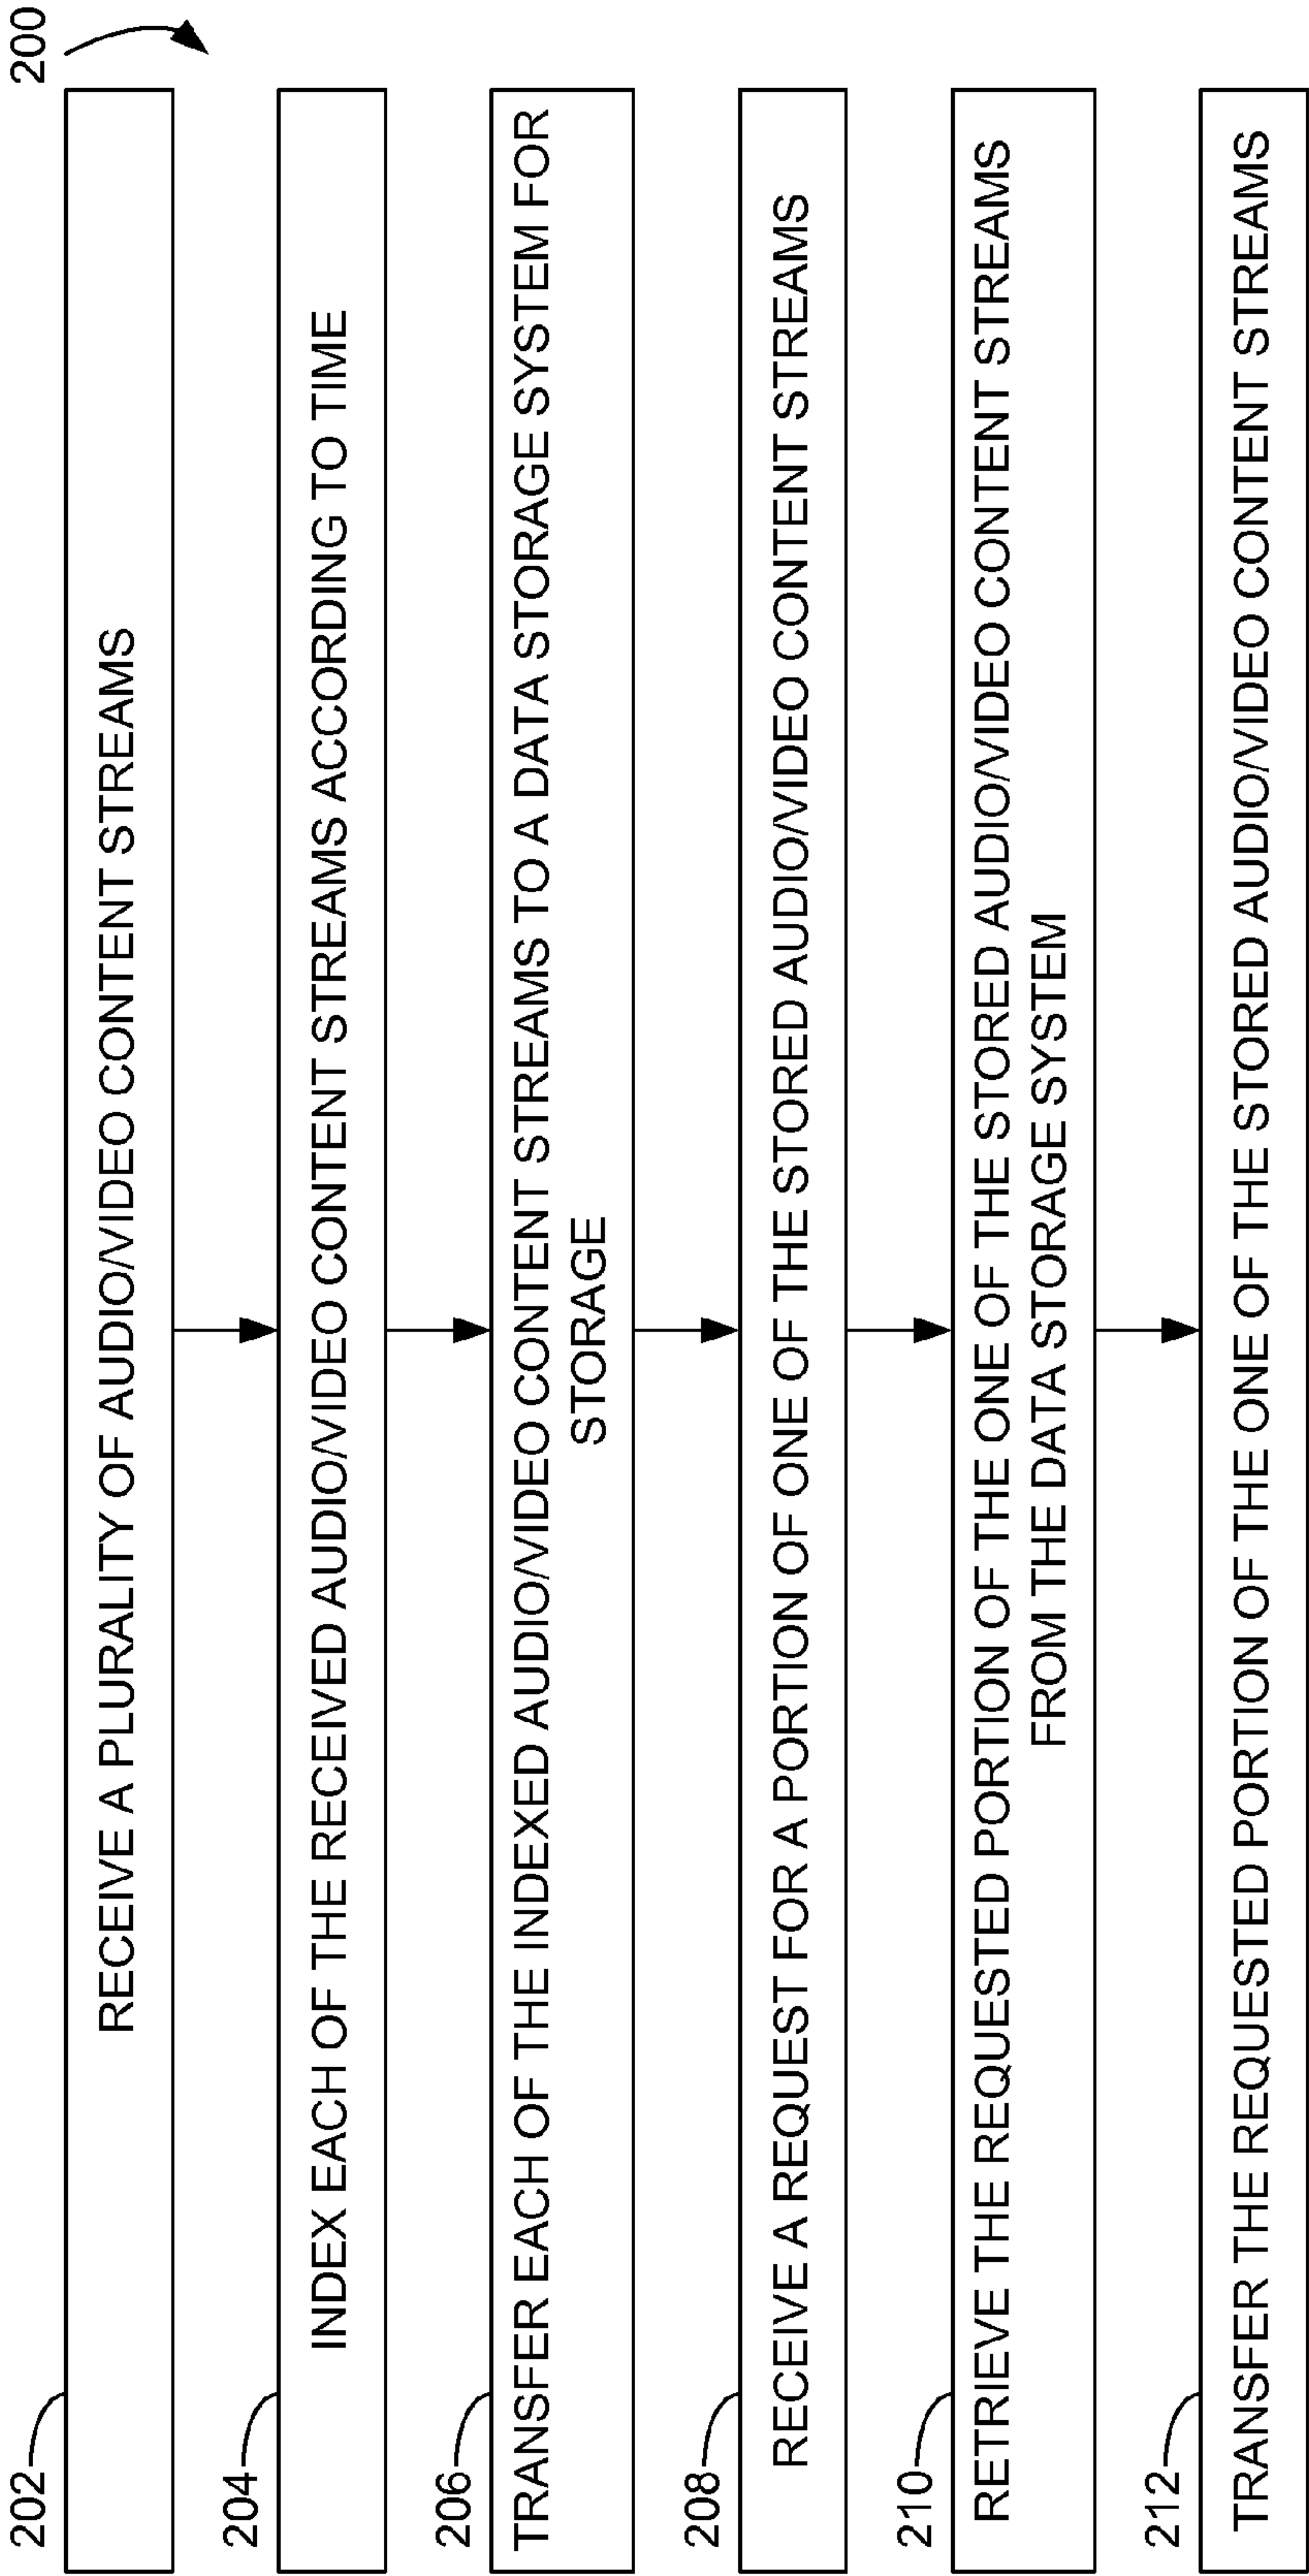 200
202
RECEIVE A PLURALITY OF AUDIO/VIDEO CONTENT STREAMS
204
INDEX EACH OF THE RECEIVED AUDIO/VIDEO CONTENT STREAMS ACCORDING TO TIME
206
TRANSFER EACH OF THE INDEXED AUDIO/VIDEO CONTENT STREAMS TO A DATA STORAGE SYSTEM FOR
STORAGE
208
RECEIVE A REQUEST FOR A PORTION OF ONE OF THE STORED AUDIO/VIDEO CONTENT STREAMS
210
RETRIEVE THE REQUESTED PORTION OF THE ONE OF THE STORED AUDIO/VIDEO CONTENT STREAMS
FROM THE DATA STORAGE SYSTEM
212
TRANSFER THE REQUESTED PORTION OF THE ONE OF THE STORED AUDIO/VIDEO CONTENT STREAMS